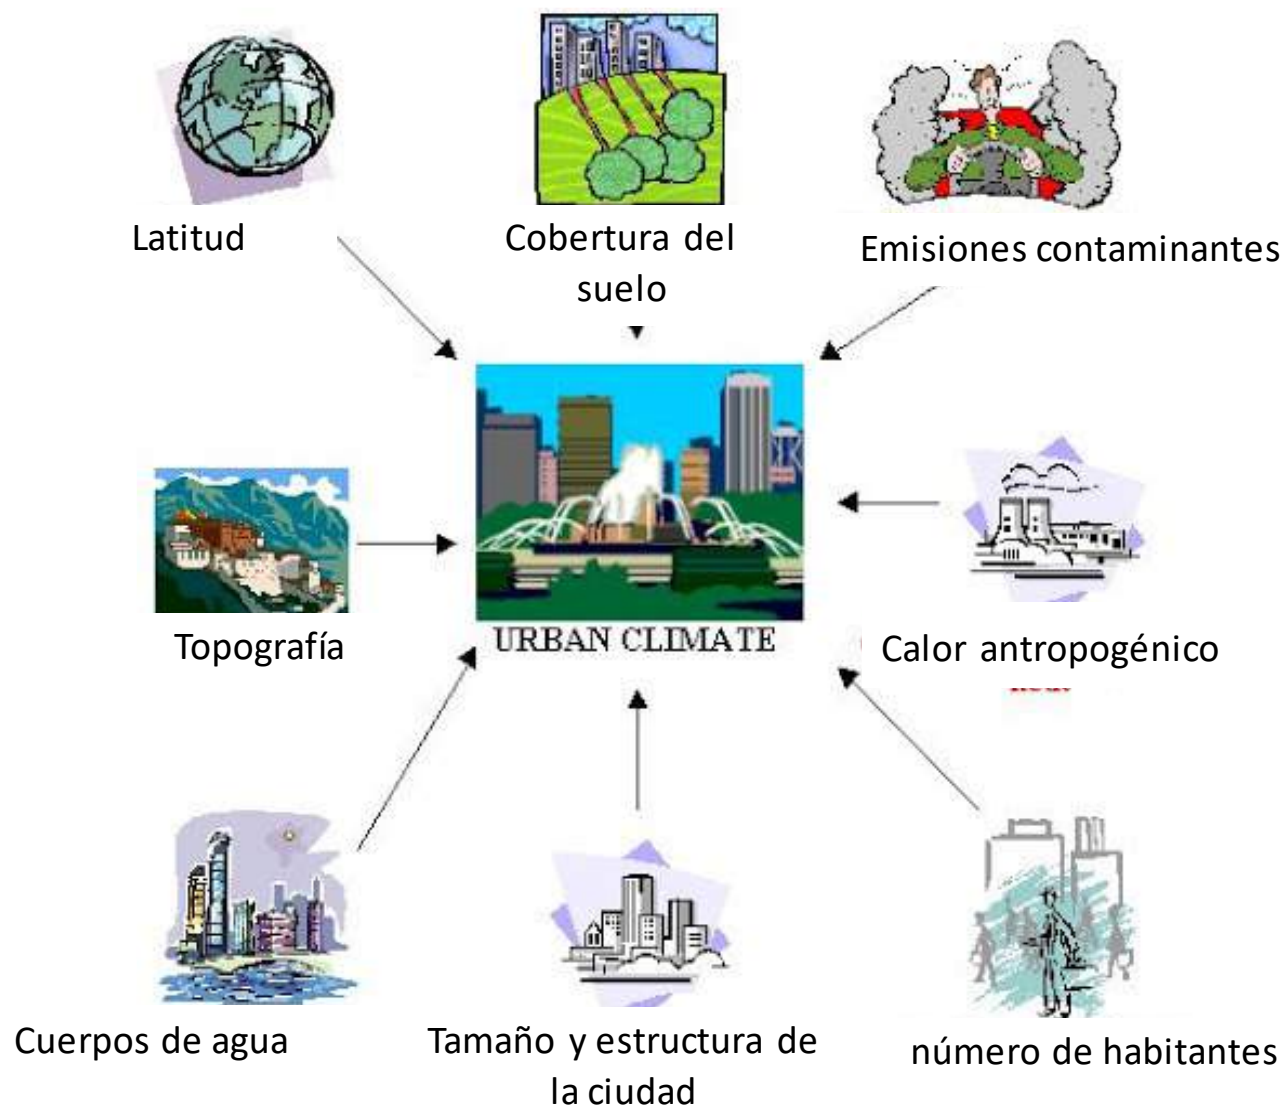 Latitud
Cobertura del
suelo
Emisiones contaminantes
Topografía
URBAN CLIMATE
Calor antropogénico
Cuerpos de agua
Tamaño y estructura de
la ciudad
número de habitantes